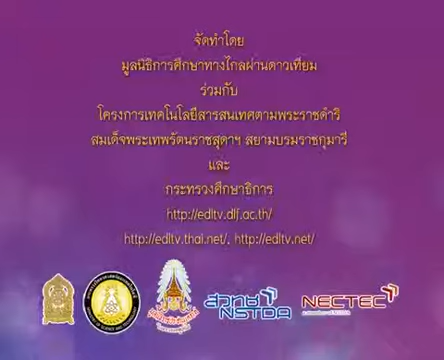 จัดทำโดย
มูลนิธิการศึกษาทางไกลผ่านดาวเทียม
ร่วมกับ
โครงการเทคโนโลยีสารสนเทศตามพระราชดำริ
สมเด็จพระเทพรัตนราชสุดาฯ สยามบรมราชกุมารี
และ
กระทรวงศึกษาธิการ
http://edltv.dlf.ac.th/
http://edltv.thai.net/, http://edltv.net/
สวทช NECTEC
NSTDA